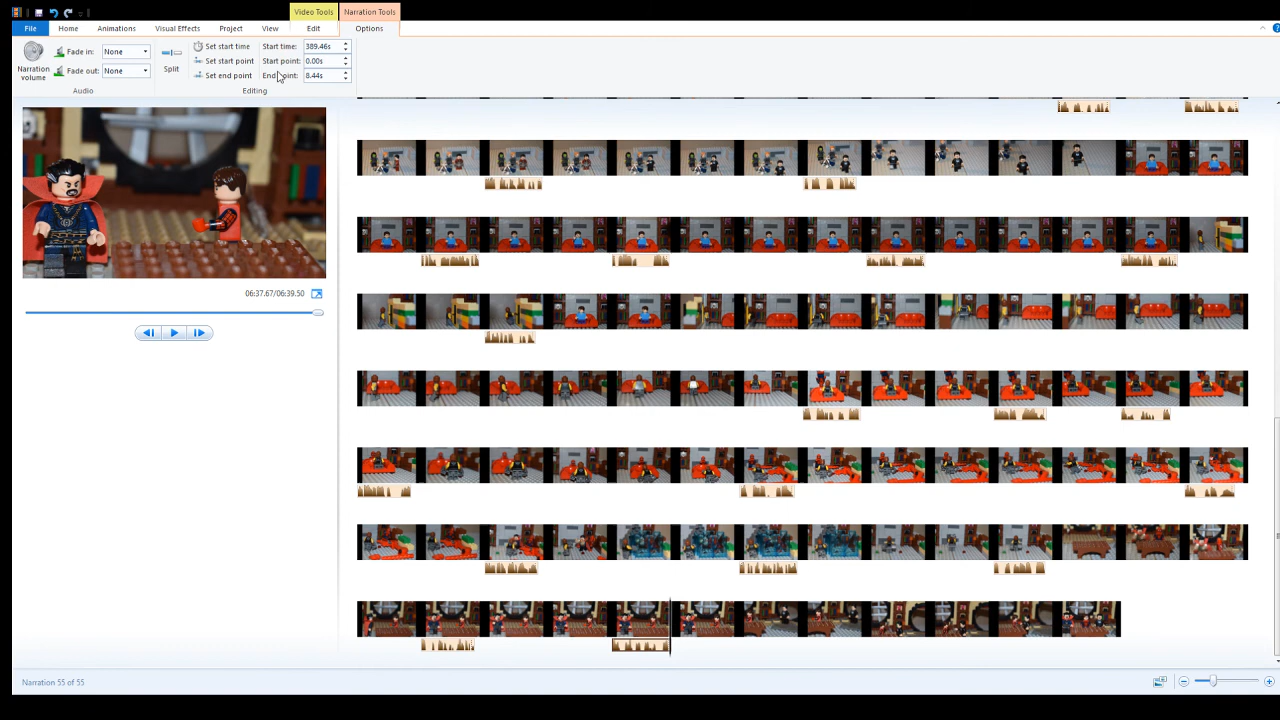 Video Tools Narration Tools
File Home Animations Visual Effects Project View Edit Options
Narration volume
Fade in: None
Fade out: None
Split
Set start time
Set start point
Set end point
Start time: 389.46s
Start point: 0.00s
End point: 8.44s
Audio Editing
06:37.67/06:39.50
Narration 55 of 55